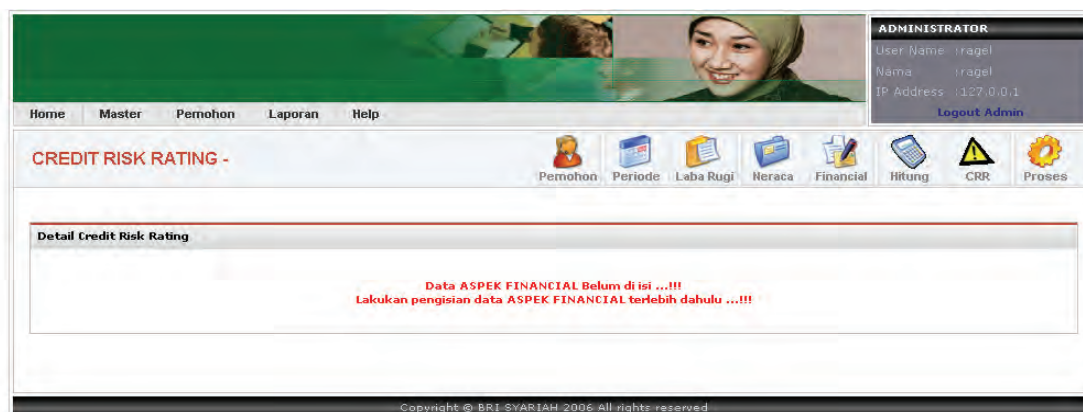 ADMINISTRATOR
User Name : ragel
Nama : ragel
IP Address : 127.0.0.1
Logout Admin
Home Master Pemohon Laporan Help
CREDIT RISK RATING -
Pemohon Periode Laba Rugi Neraca Financial Hitung CRR Proses
Detail Credit Risk Rating
Data ASPEK FINANCIAL Belum di isi ...!!!
Lakukan pengisian data ASPEK FINANCIAL terlebih dahulu ...!!!
Copyright © BRI SYARIAH 2006 All rights reserved